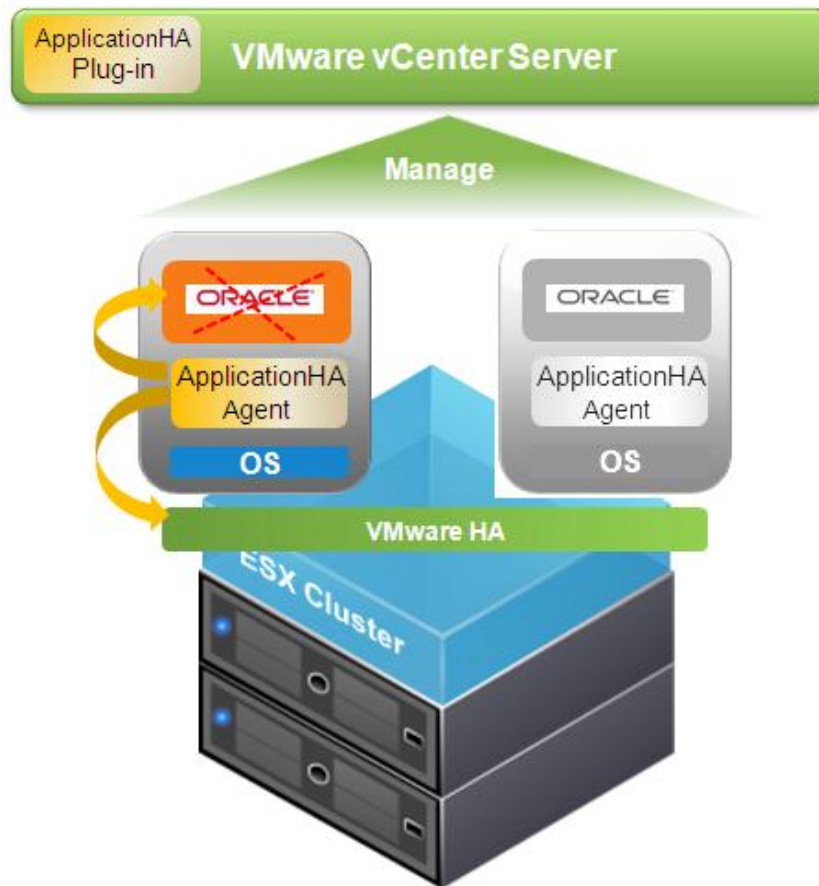 ApplicationHA
Plug-in
VMware vCenter Server
Manage
ORACLE
ApplicationHA
Agent
OS
ORACLE
ApplicationHA
Agent
OS
VMware HA
ESX Cluster